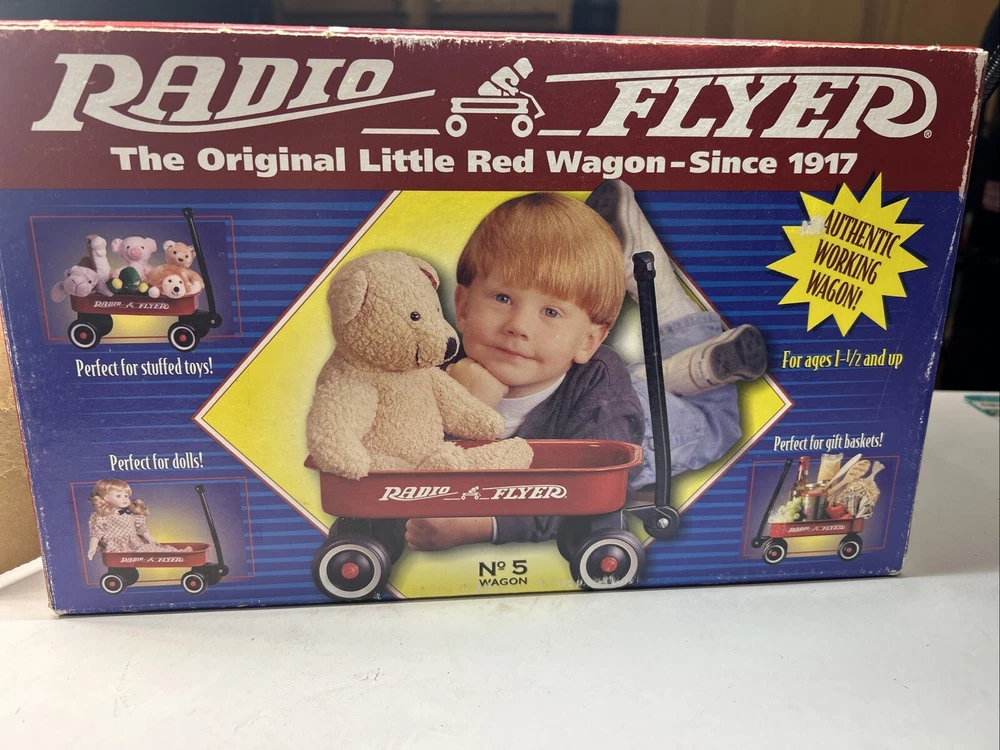 RADIO FLYER®
The Original Little Red Wagon–Since 1917
AUTHENTIC
WORKING
WAGON!
For ages 1-1/2 and up
RADIO FLYER
Perfect for stuffed toys!
Perfect for dolls!
RADIO FLYER
Perfect for gift baskets!
RADIO FLYER
RADIO FLYER
Nº 5
WAGON